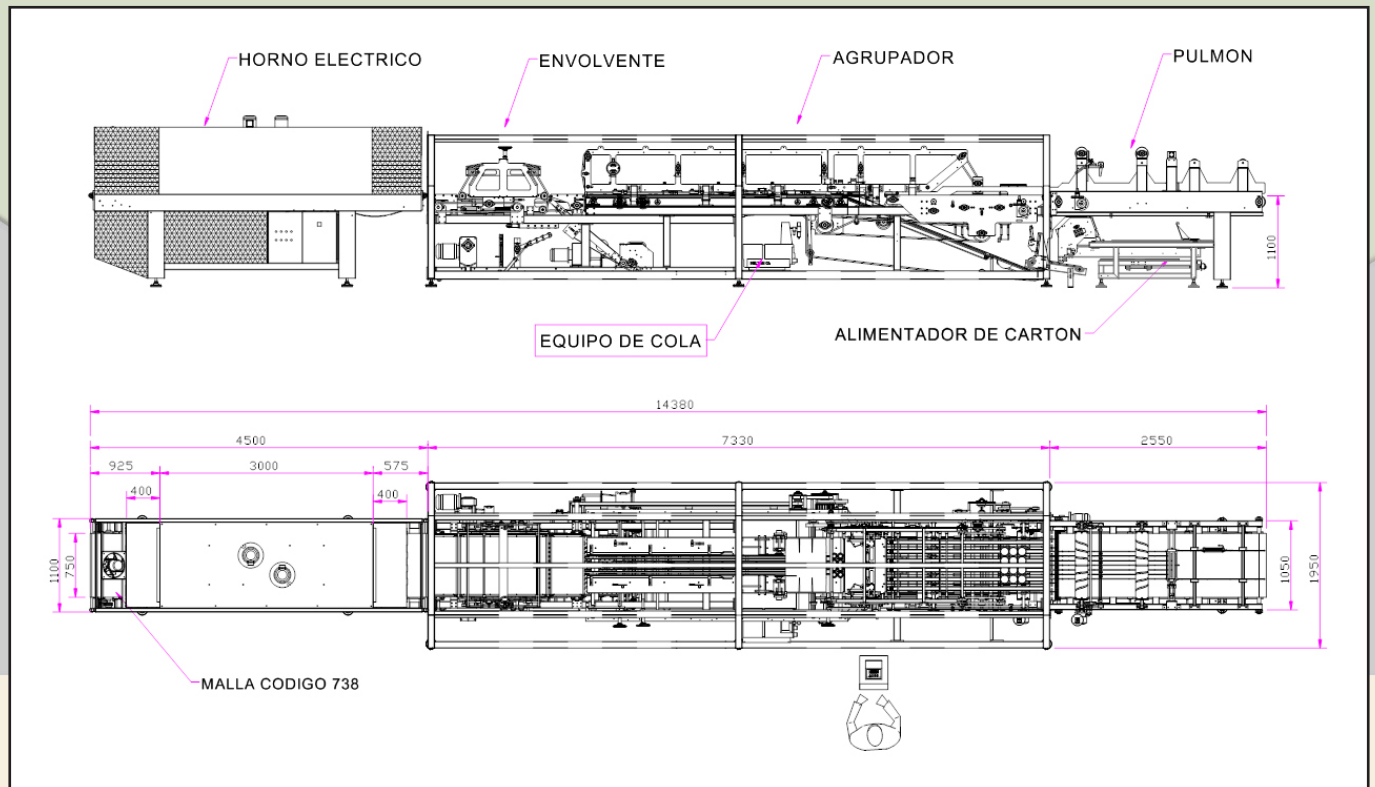 HORNO ELECTRICO
ENVOLVENTE
AGRUPADOR
PULMON
1100
EQUIPO DE COLA
ALIMENTADOR DE CARTON
14380
4500
7330
2550
925
3000
575
400
400
1100
750
1050
1950
MALLA CODIGO 738